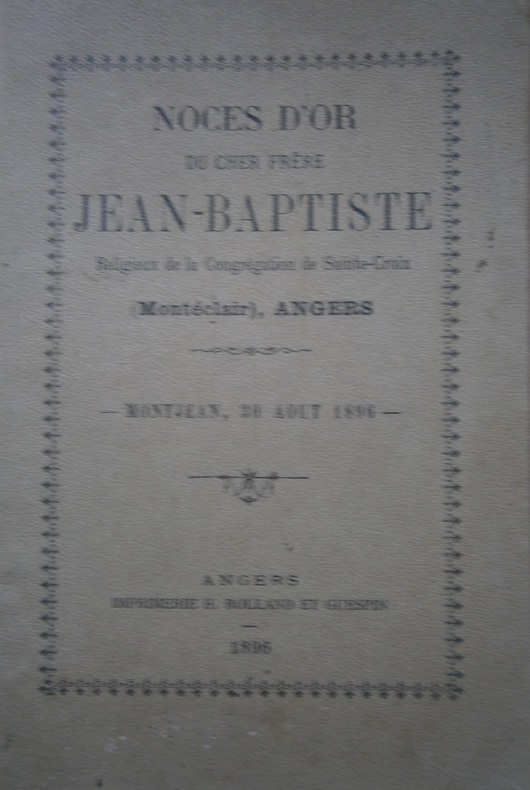 NOCES D'OR
DU CHER FRÈRE
JEAN-BAPTISTE
Religieux de la Congrégation de Sainte-Croix
(Montéclair), ANGERS
— MONTJEAN, 30 AOUT 1896 —
ANGERS
IMPRIMERIE H. ROLLAND ET GUESPIN
—
1896